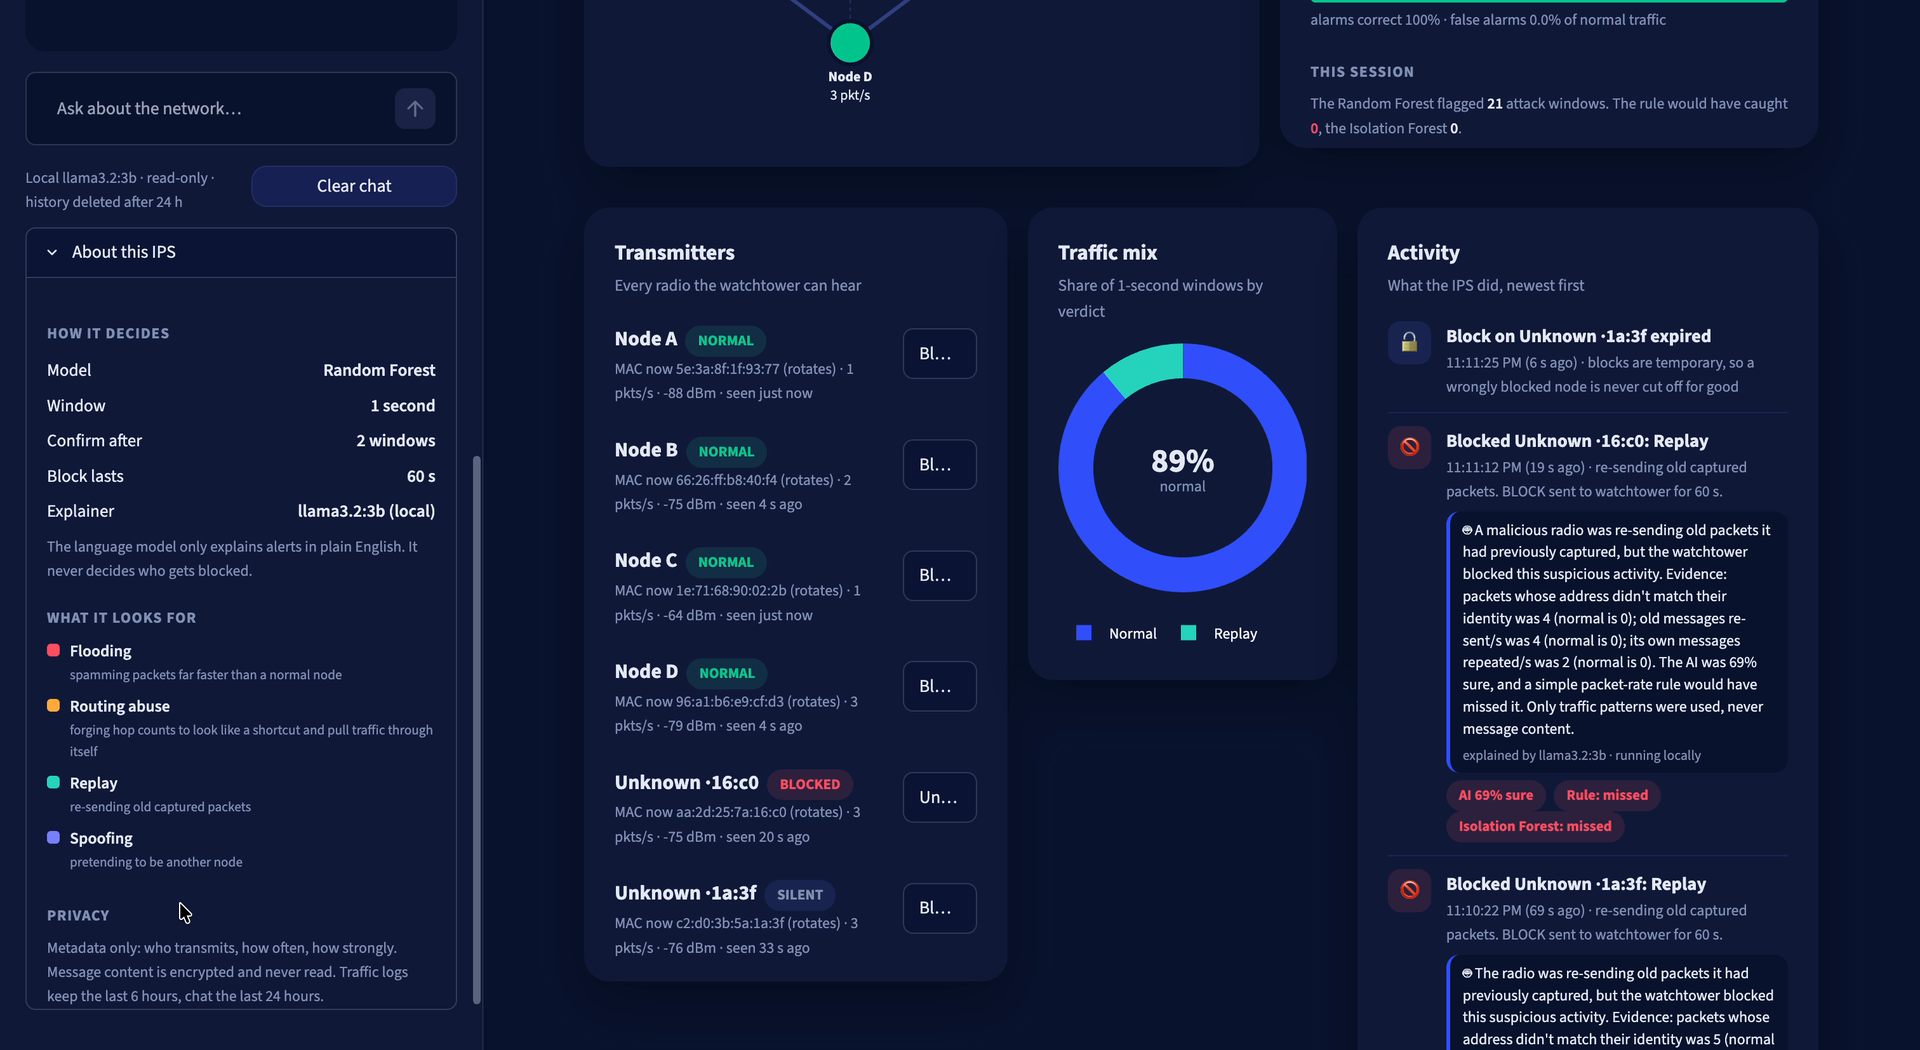 Ask about the network…
Local llama3.2:3b · read-only ·
history deleted after 24 h
Clear chat
About this IPS
HOW IT DECIDES
Model Random Forest
Window 1 second
Confirm after 2 windows
Block lasts 60 s
Explainer llama3.2:3b (local)
The language model only explains alerts in plain English. It
never decides who gets blocked.
WHAT IT LOOKS FOR
Flooding
spamming packets far faster than a normal node
Routing abuse
forging hop counts to look like a shortcut and pull traffic through
itself
Replay
re-sending old captured packets
Spoofing
pretending to be another node
PRIVACY
Metadata only: who transmits, how often, how strongly.
Message content is encrypted and never read. Traffic logs
keep the last 6 hours, chat the last 24 hours.
Node D
3 pkt/s
alarms correct 100% · false alarms 0.0% of normal traffic
THIS SESSION
The Random Forest flagged 21 attack windows. The rule would have caught
0, the Isolation Forest 0.
Transmitters
Every radio the watchtower can hear
Node A NORMAL
MAC now 5e:3a:8f:1f:93:77 (rotates) · 1
pkts/s · -88 dBm · seen just now
Bl…
Node B NORMAL
MAC now 66:26:ff:b8:40:f4 (rotates) · 2
pkts/s · -75 dBm · seen 4 s ago
Bl…
Node C NORMAL
MAC now 1e:71:68:90:02:2b (rotates) · 1
pkts/s · -64 dBm · seen just now
Bl…
Node D NORMAL
MAC now 96:a1:b6:e9:cf:d3 (rotates) · 3
pkts/s · -79 dBm · seen 4 s ago
Bl…
Unknown ·16:c0 BLOCKED
MAC now aa:2d:25:7a:16:c0 (rotates) · 3
pkts/s · -75 dBm · seen 20 s ago
Un…
Unknown ·1a:3f SILENT
MAC now c2:d0:3b:5a:1a:3f (rotates) · 3
pkts/s · -76 dBm · seen 33 s ago
Bl…
Traffic mix
Share of 1-second windows by
verdict
89%
normal
Normal Replay
Activity
What the IPS did, newest first
Block on Unknown ·1a:3f expired
11:11:25 PM (6 s ago) · blocks are temporary, so a
wrongly blocked node is never cut off for good
Blocked Unknown ·16:c0: Replay
11:11:12 PM (19 s ago) · re-sending old captured
packets. BLOCK sent to watchtower for 60 s.
A malicious radio was re-sending old packets it
had previously captured, but the watchtower
blocked this suspicious activity. Evidence:
packets whose address didn't match their
identity was 4 (normal is 0); old messages re-
sent/s was 4 (normal is 0); its own messages
repeated/s was 2 (normal is 0). The AI was 69%
sure, and a simple packet-rate rule would have
missed it. Only traffic patterns were used, never
message content.
explained by llama3.2:3b · running locally
AI 69% sure Rule: missed
Isolation Forest: missed
Blocked Unknown ·1a:3f: Replay
11:10:22 PM (69 s ago) · re-sending old captured
packets. BLOCK sent to watchtower for 60 s.
The radio was re-sending old packets it had
previously captured, but the watchtower blocked
this suspicious activity. Evidence: packets whose
address didn't match their identity was 5 (normal